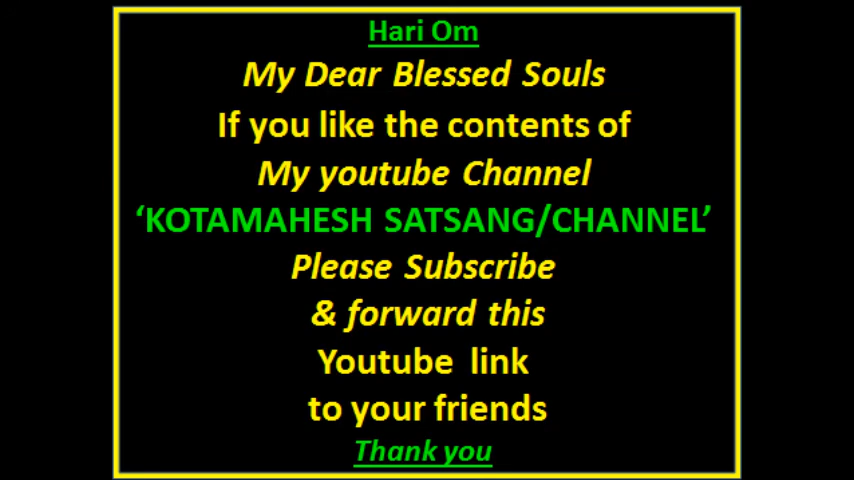 Hari Om
My Dear Blessed Souls
If you like the contents of
My youtube Channel
‘KOTAMAHESH SATSANG/CHANNEL’
Please Subscribe
& forward this
Youtube link
to your friends
Thank you